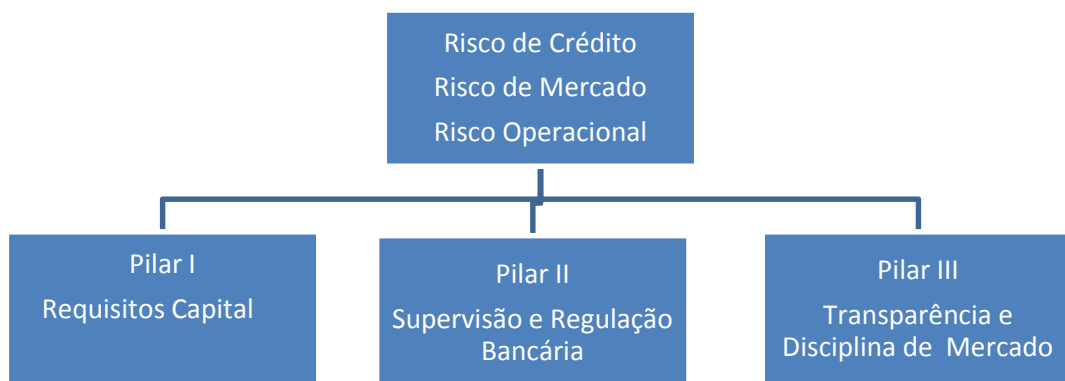 Risco de Crédito
Risco de Mercado
Risco Operacional
Pilar I
Requisitos Capital
Pilar II
Supervisão e Regulação
Bancária
Pilar III
Transparência e
Disciplina de Mercado